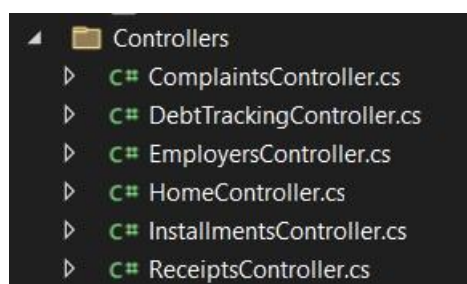 Controllers
C# ComplaintsController.cs
C# DebtTrackingController.cs
C# EmployersController.cs
C# HomeController.cs
C# InstallmentsController.cs
C# ReceiptsController.cs